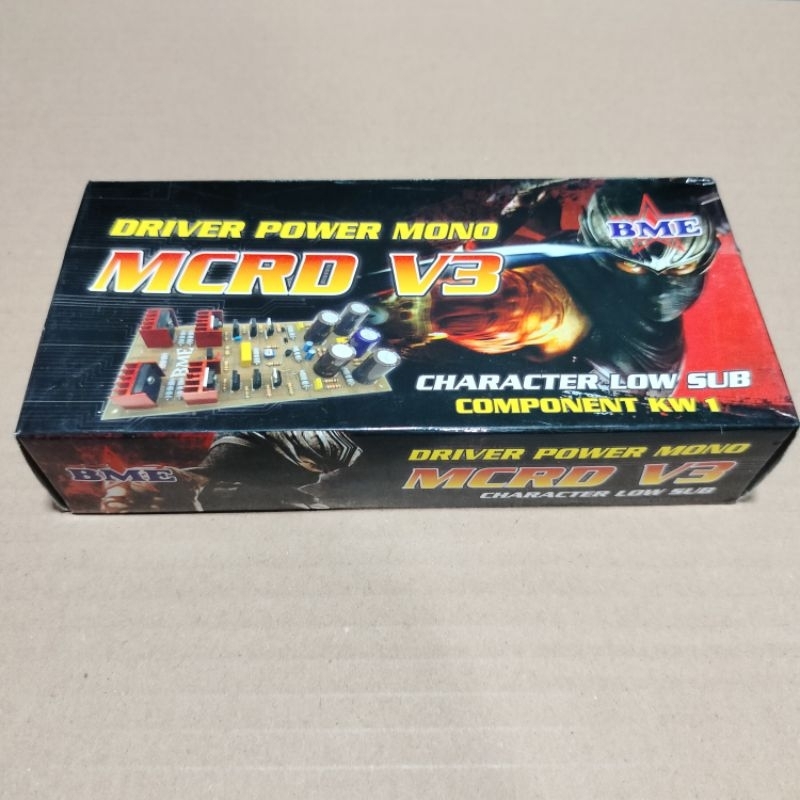 DRIVER POWER MONO
BME
MCRD V3
BME
CHARACTER LOW SUB
COMPONENT KW 1
BME
DRIVER POWER MONO
MCRD V3
CHARACTER LOW SUB